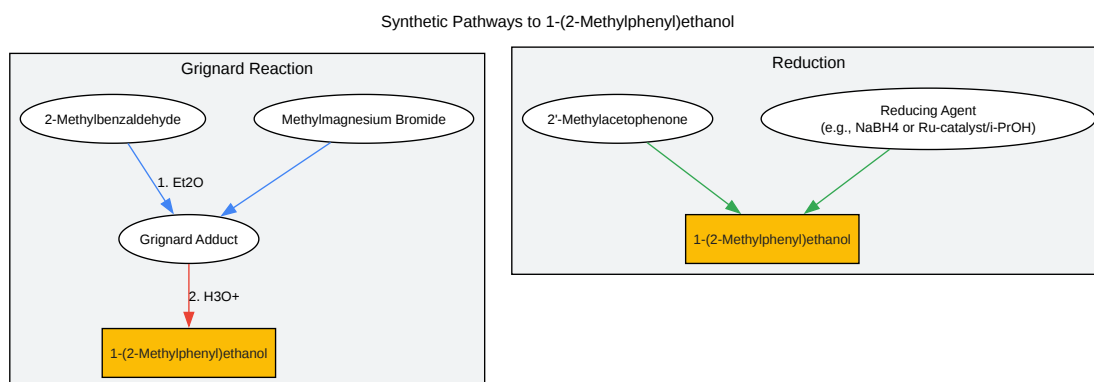 Synthetic Pathways to 1-(2-Methylphenyl)ethanol
Grignard Reaction
2-Methylbenzaldehyde
Methylmagnesium Bromide
1. Et2O
Grignard Adduct
2. H3O+
1-(2-Methylphenyl)ethanol
Reduction
2'-Methylacetophenone
Reducing Agent
(e.g., NaBH4 or Ru-catalyst/i-PrOH)
1-(2-Methylphenyl)ethanol